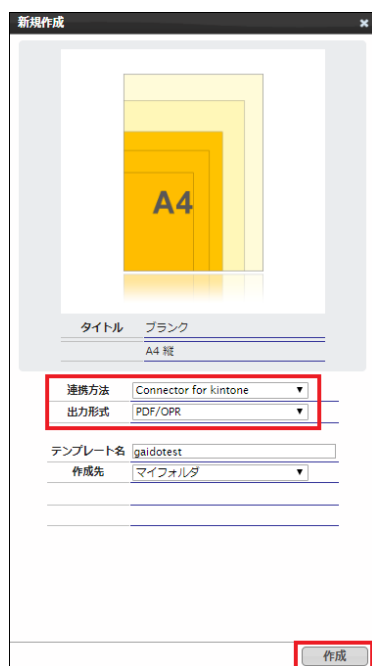 新規作成
A4
タイトル ブランク
A4 縦
連携方法 Connector for kintone
出力形式 PDF/OPR
テンプレート名 gaidotest
作成先 マイフォルダ
作成